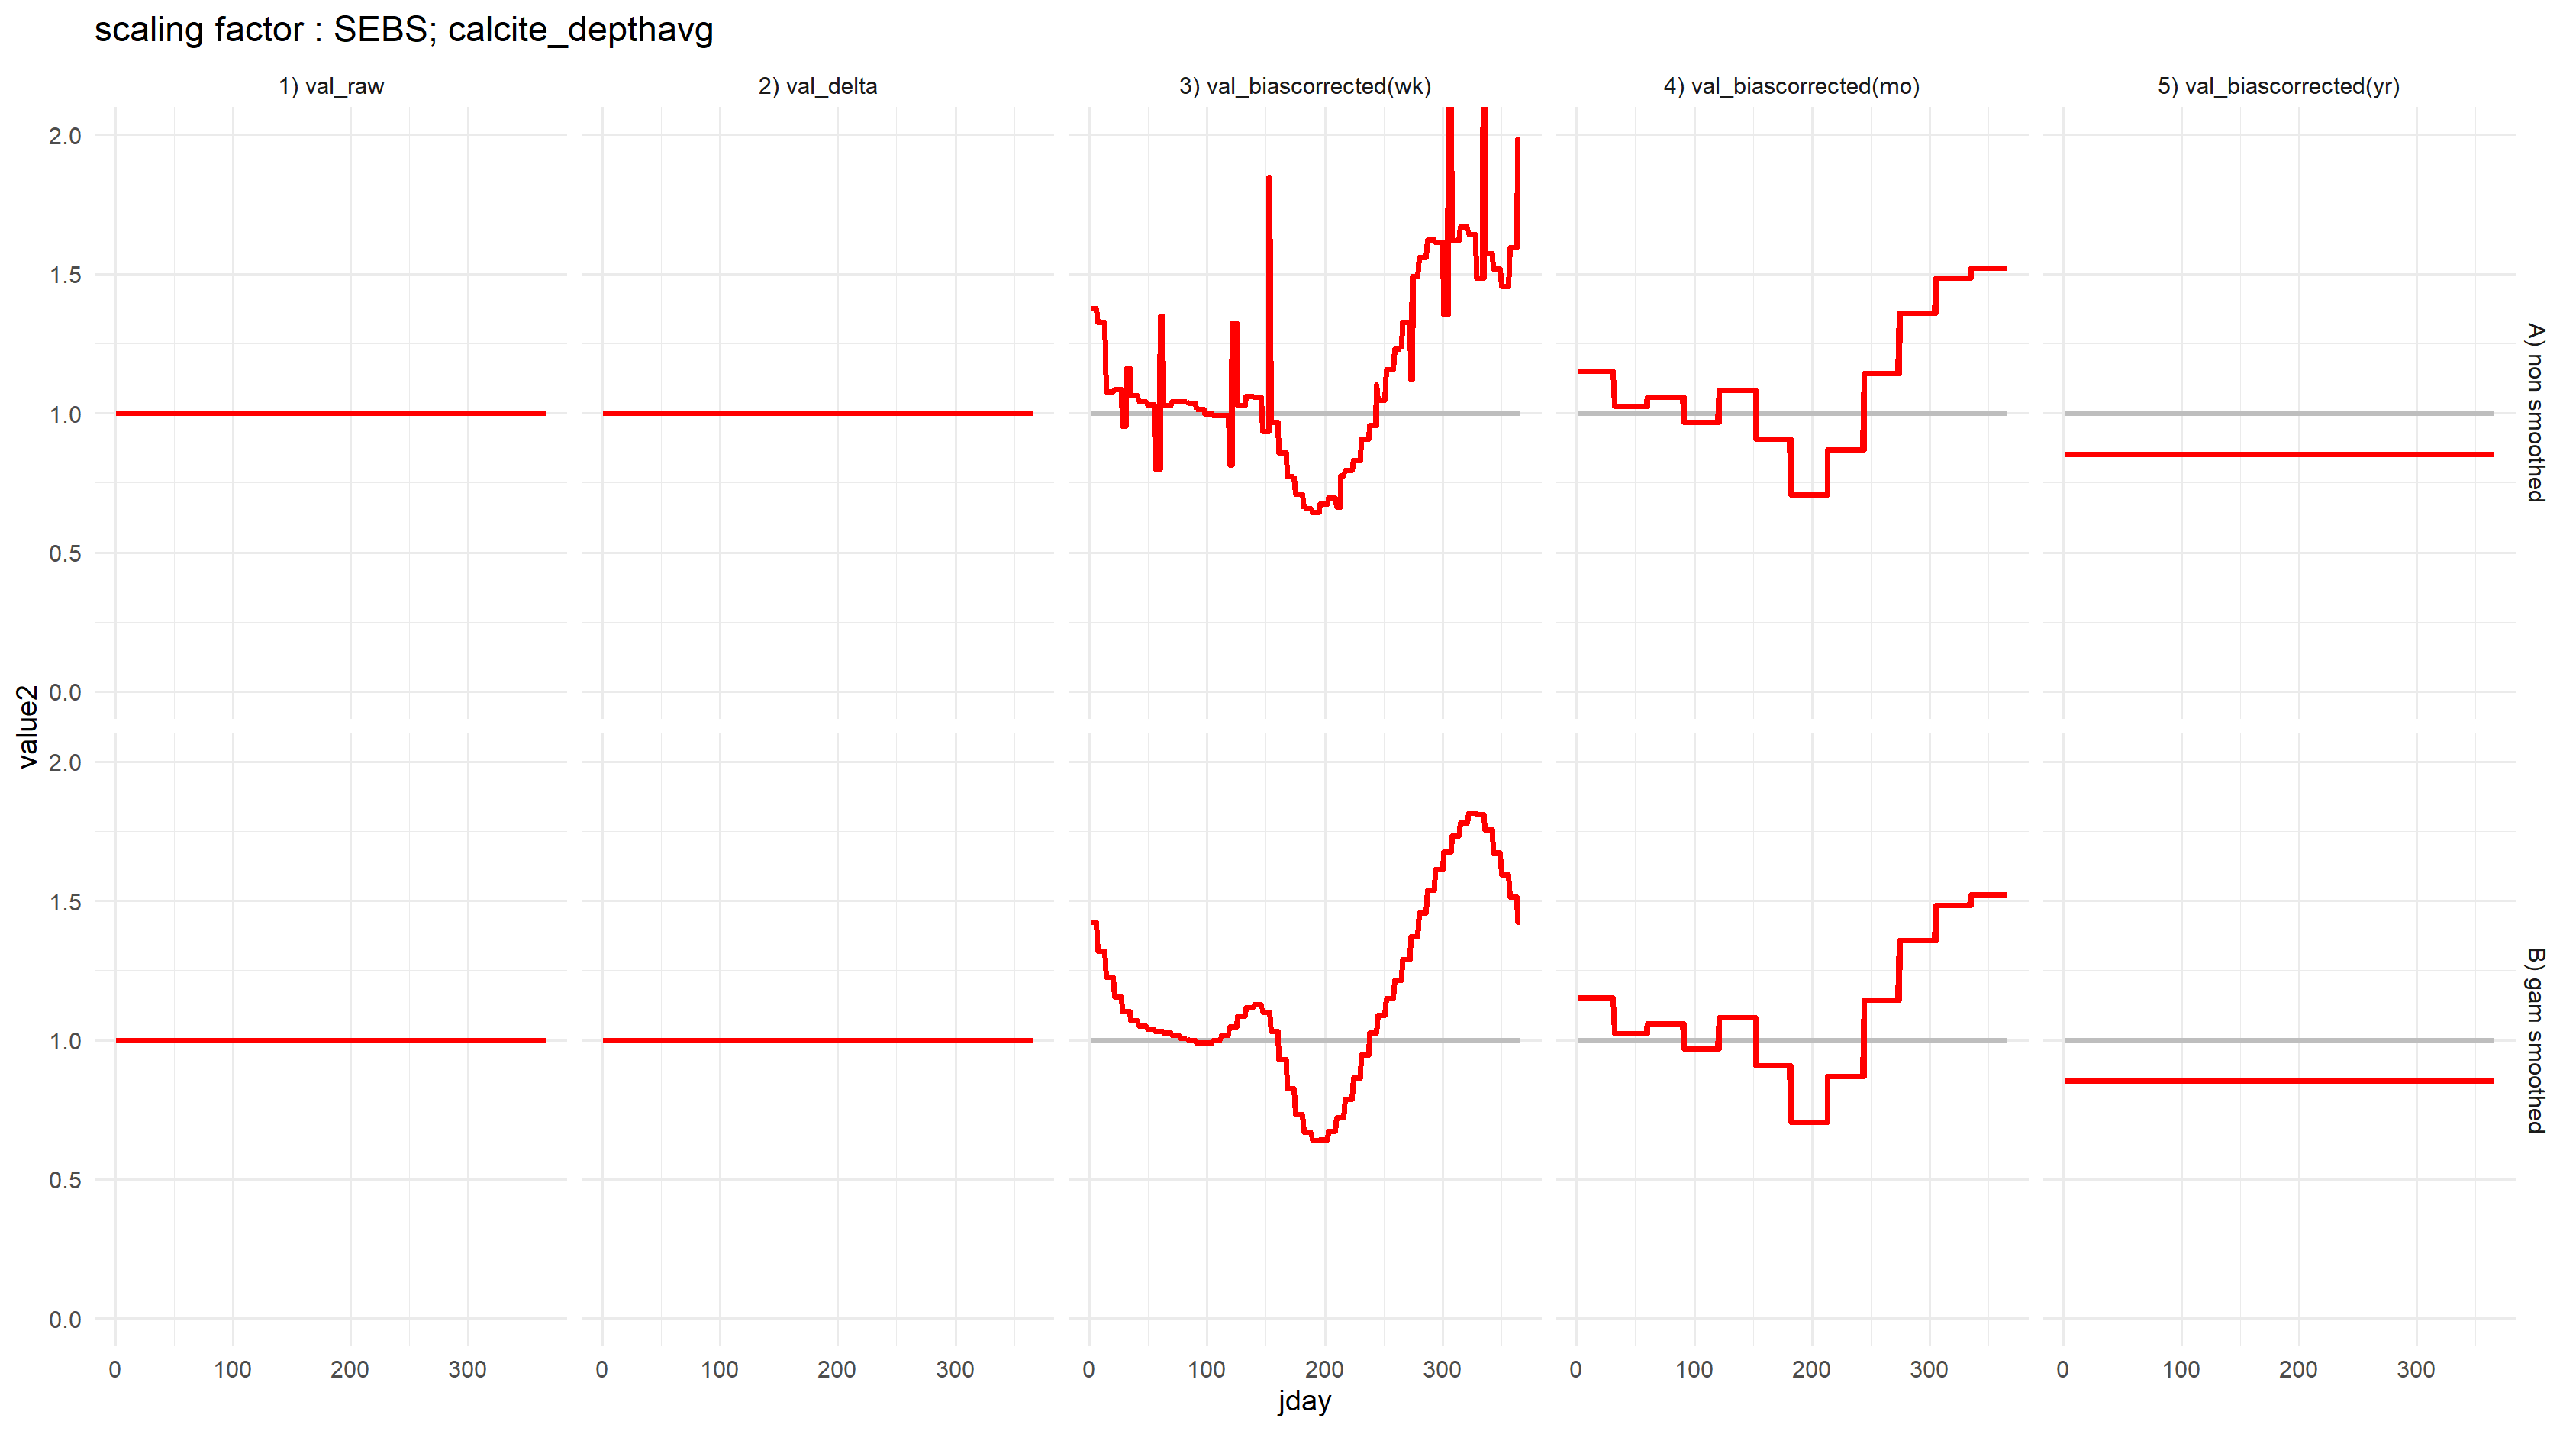 scaling factor : SEBS; calcite_depthavg
1) val_raw
2) val_delta
3) val_biascorrected(wk)
4) val_biascorrected(mo)
5) val_biascorrected(yr)
2.0
1.5
1.0
0.5
0.0
A) non smoothed
value2
2.0
1.5
1.0
0.5
0.0
B) gam smoothed
0 100 200 300
0 100 200 300
0 100 200 300
0 100 200 300
0 100 200 300
jday